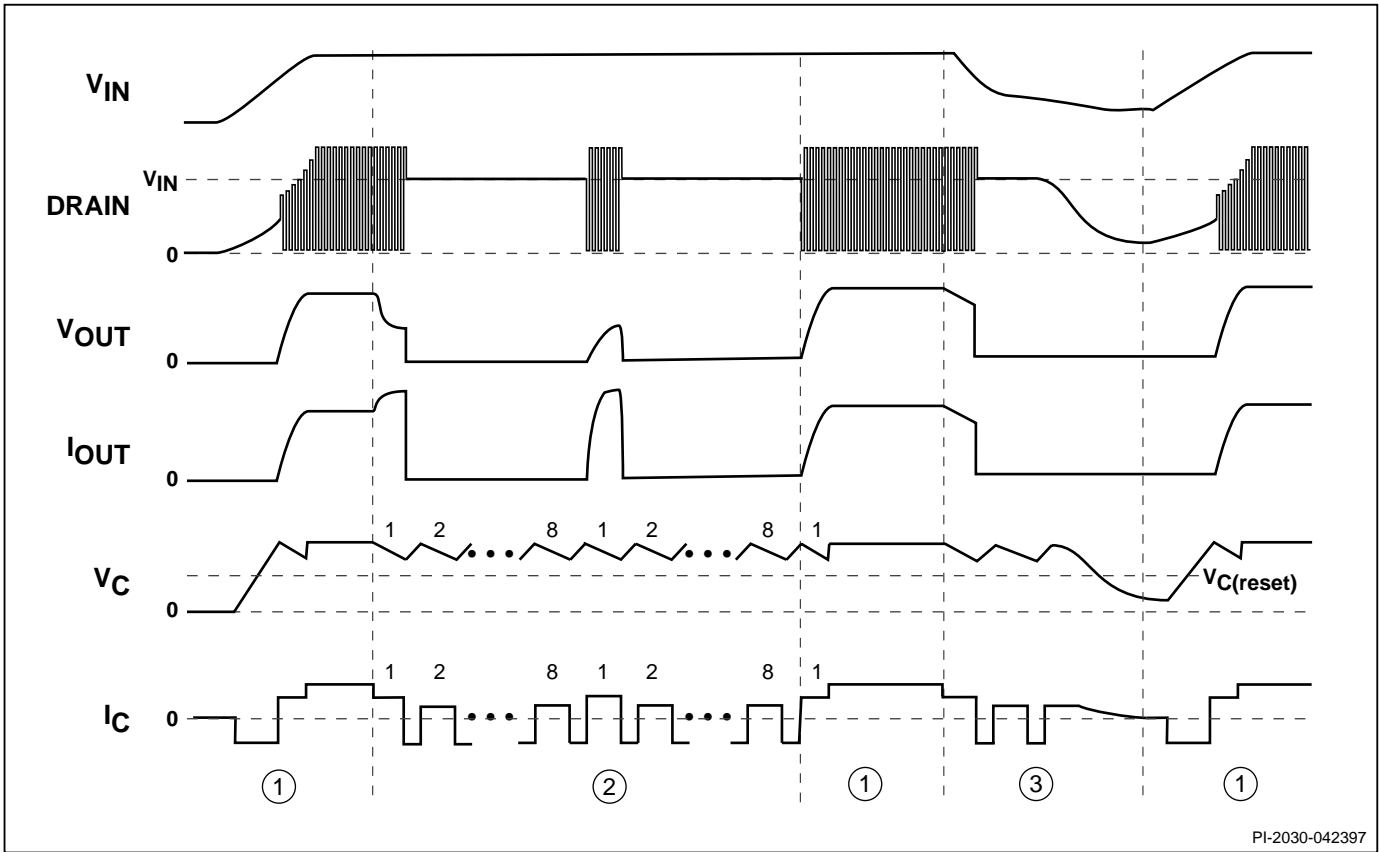 VIN
VIN
DRAIN
0
VOUT
0
IOUT
0
1 2 • • • 8 1 2 • • • 8 1
VC
VC(reset)
0
1 2 • • • 8 1 2 • • • 8 1
IC
0
1 2 1 3 1
PI-2030-042397